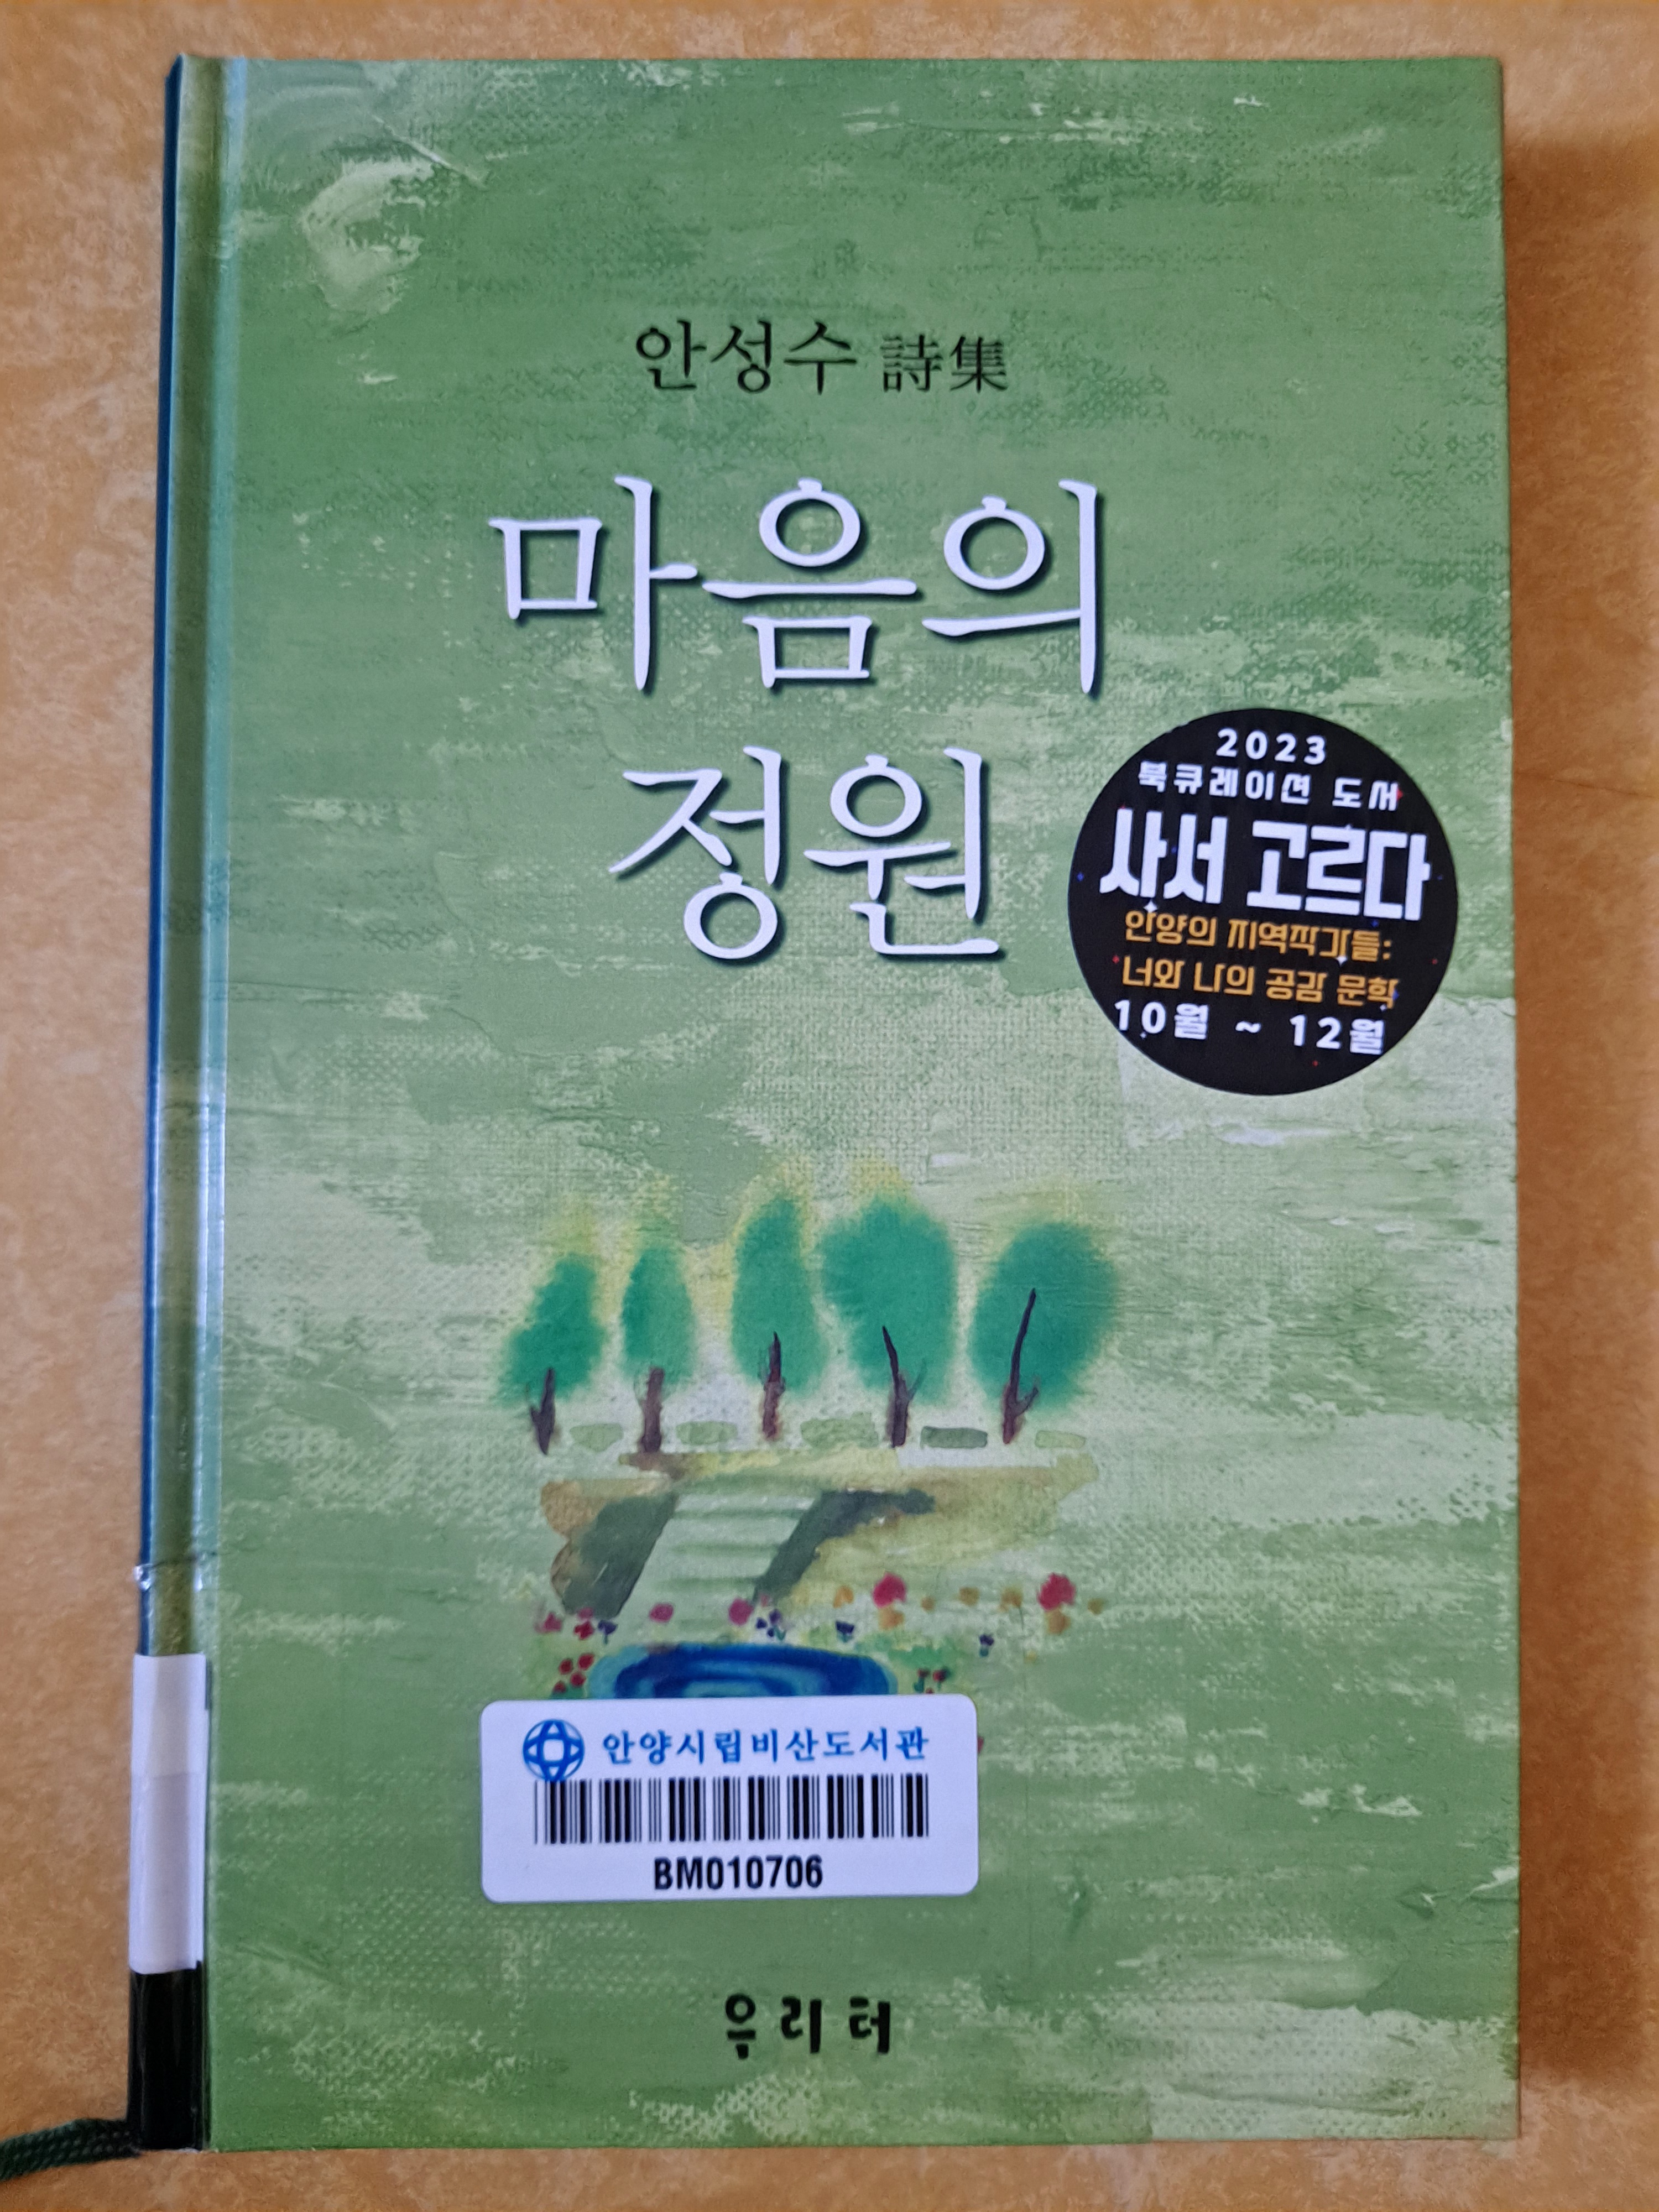 안성수 詩集
마음의
정원
2023
북큐레이션 도서
사서 고르다
안양의 지역작가들:
너와 나의 공감 문학
10월 ~ 12월
안양시립비산도서관
BM010706
우리터